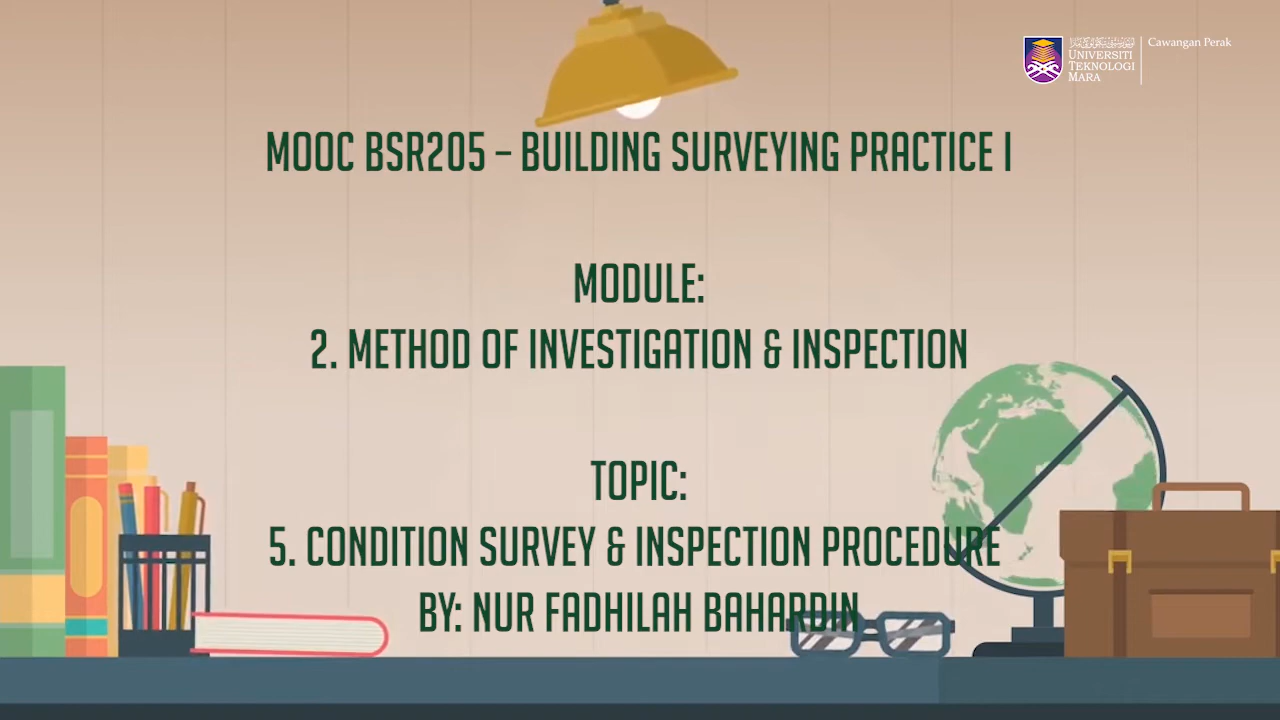 UNIVERSITI
TEKNOLOGI
MARA
Cawangan Perak
MOOC BSR205 – BUILDING SURVEYING PRACTICE I
MODULE:
2. METHOD OF INVESTIGATION & INSPECTION
TOPIC:
5. CONDITION SURVEY & INSPECTION PROCEDURE
BY: NUR FADHILAH BAHARDIN